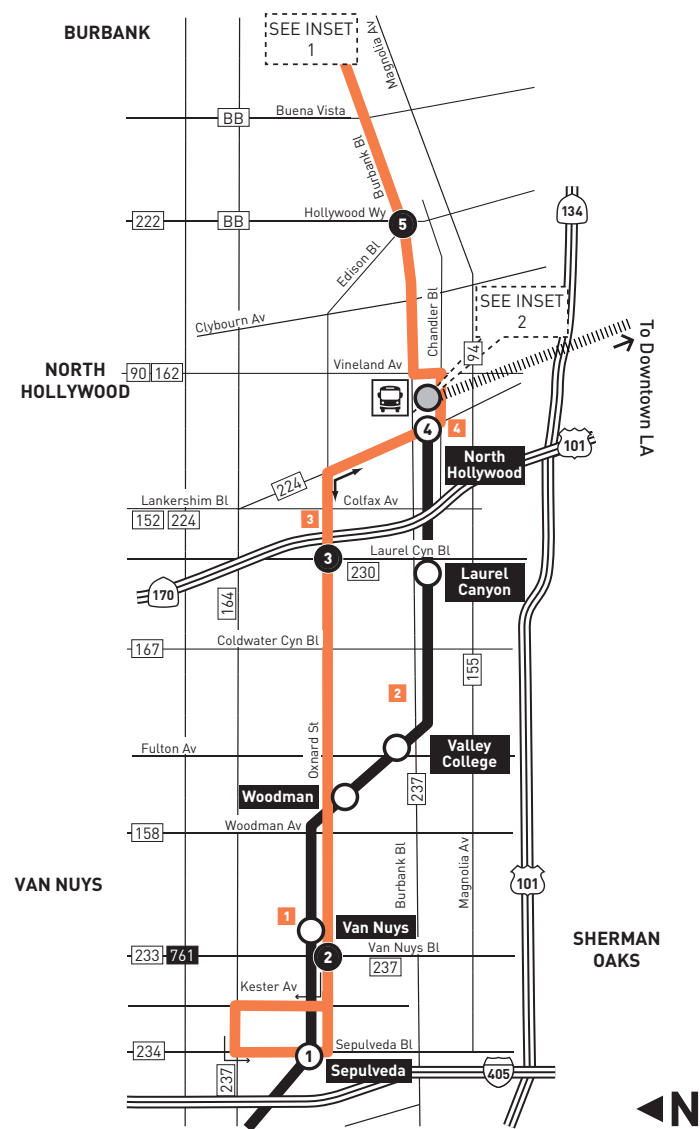 BURBANK
SEE INSET
1
Magnolia Av
Buena Vista
BB
Burbank Bl
Hollywood Wy
222
BB
5
134
Edison Bl
Chandler Bl
Clybourn Av
SEE INSET
2
94
To Downtown LA
Vineland Av
NORTH
HOLLYWOOD
90
162
4
4
101
North
Hollywood
224
Lankershim Bl
Colfax Av
152
224
3
3
Laurel Cyn Bl
230
Laurel
Canyon
170
164
Coldwater Cyn Bl
167
155
2
Oxnard St
Fulton Av
Valley
College
237
Woodman
Woodman Av
158
Burbank Bl
Magnolia Av
101
VAN NUYS
1
Van Nuys
Van Nuys Bl
233
761
2
237
SHERMAN
OAKS
Kester Av
Sepulveda Bl
234
1
237
Sepulveda
405
N